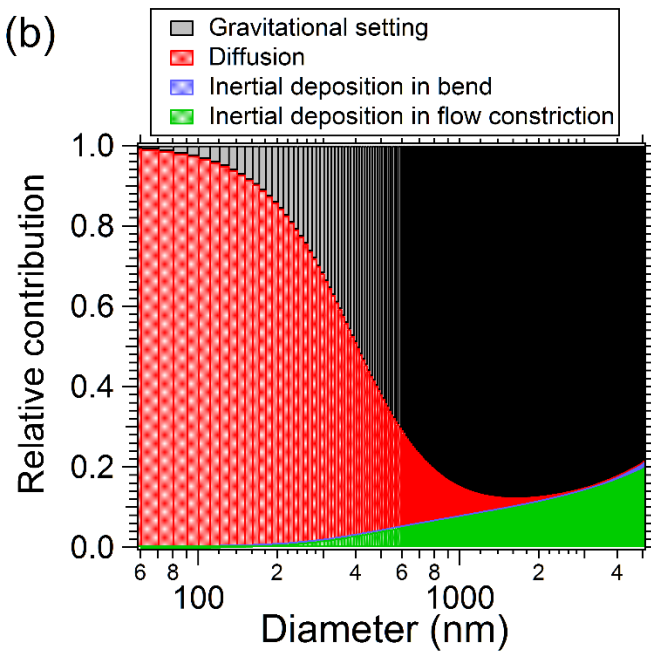 (b)
Gravitational setting
Diffusion
Inertial deposition in bend
Inertial deposition in flow constriction
Relative contribution
1.0
0.8
0.6
0.4
0.2
0.0
6 8 2 4 6 8 2 4
100 1000
Diameter (nm)